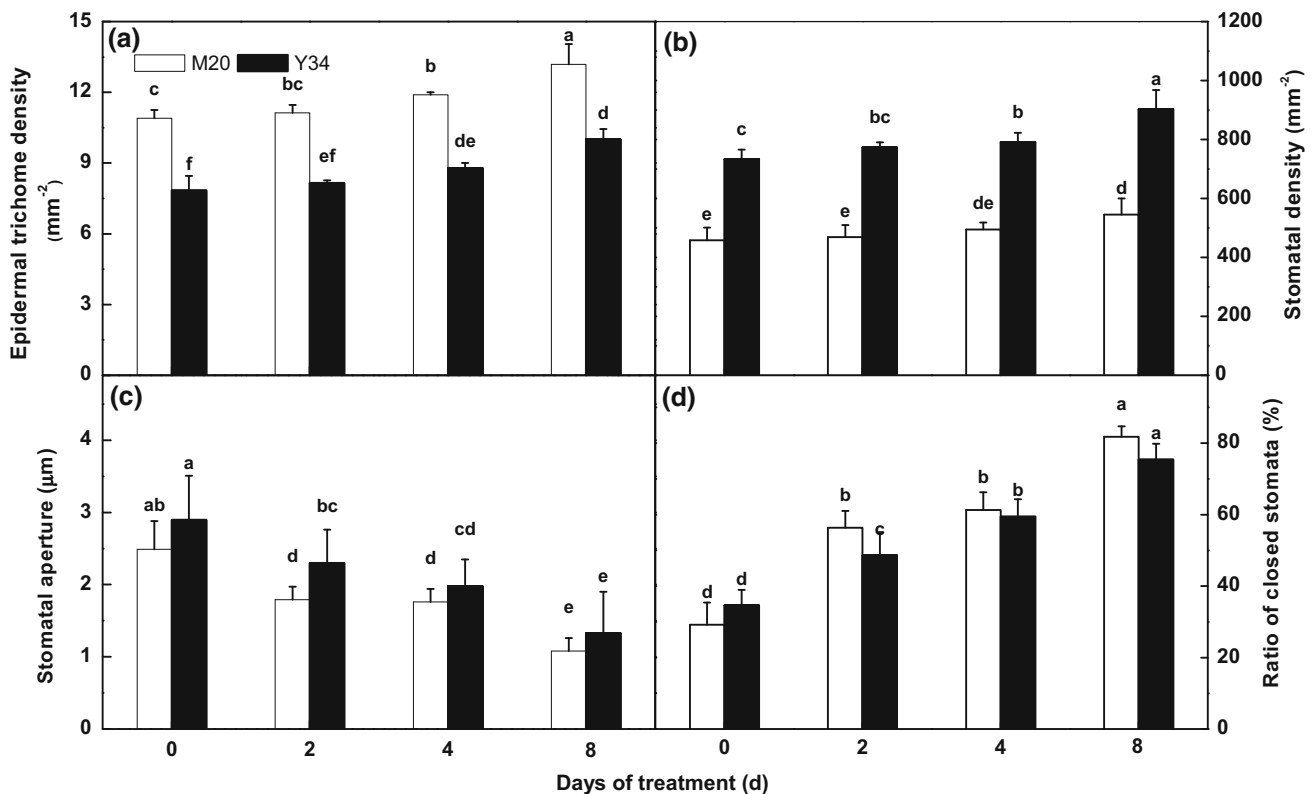 (a)
M20 Y34
Epidermal trichome density
(mm-2)
15
12
9
6
3
0
c
f
bc
ef
b
de
a
d
(b)
1200
1000
800
600
400
200
0
Stomatal density (mm-2)
e
c
e
bc
de
b
d
a
(c)
Stomatal aperture (μm)
4
3
2
1
0
ab
a
d
bc
d
cd
e
e
0 2 4 8
(d)
80
60
40
20
0
Ratio of closed stomata (%)
d
d
b
c
b
b
a
a
0 2 4 8
Days of treatment (d)